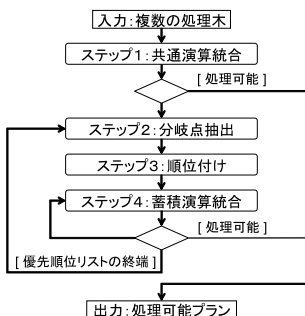 入力:複数の処理木
ステップ1:共通演算統合
[ 処理可能 ]
ステップ2:分岐点抽出
ステップ3:順位付け
ステップ4:蓄積演算統合
[ 処理可能 ]
[ 優先順位リストの終端 ]
出力:処理可能プラン